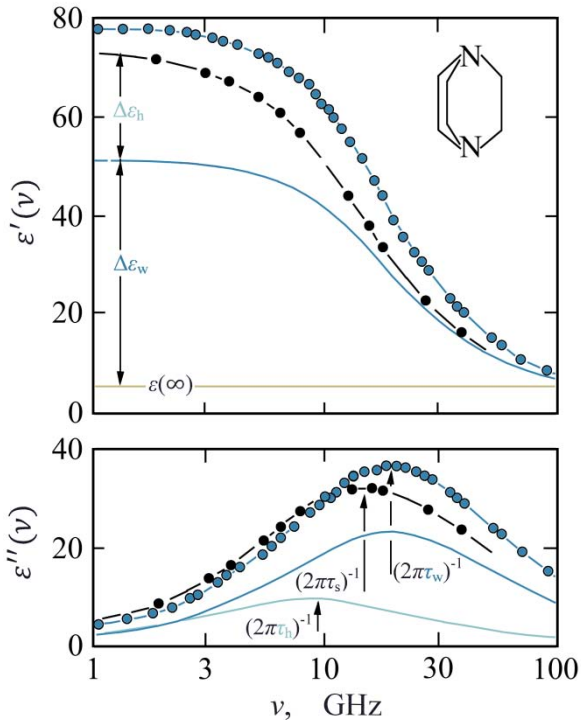 80
60
40
20
0
ε′(ν)
Δεh
Δεw
ε(∞)
N
N
40
20
0
ε″(ν)
(2πτs)-1
(2πτw)-1
(2πτh)-1
1 3 10 30 100
ν, GHz